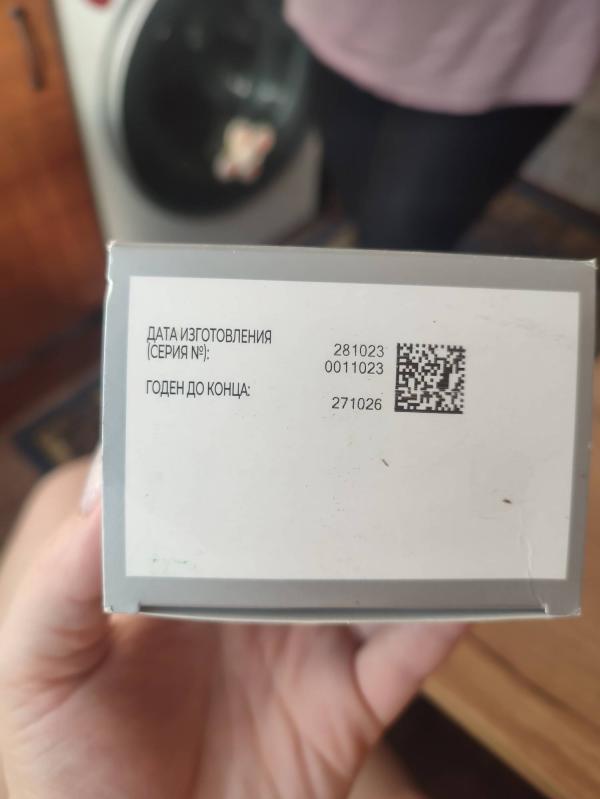 ДАТА ИЗГОТОВЛЕНИЯ
(СЕРИЯ №): 281023
0011023
ГОДЕН ДО КОНЦА:
271026